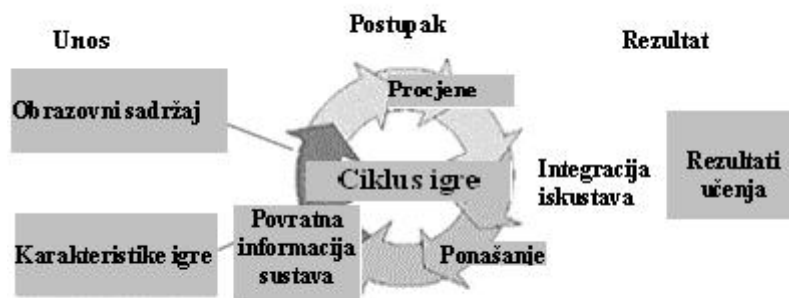 Unos
Postupak
Rezultat
Obrazovni sadržaj
Procjene
Ciklus igre
Integracija
iskustava
Rezultati
učenja
Karakteristike igre
Povratna
informacija
sustava
Ponašanje